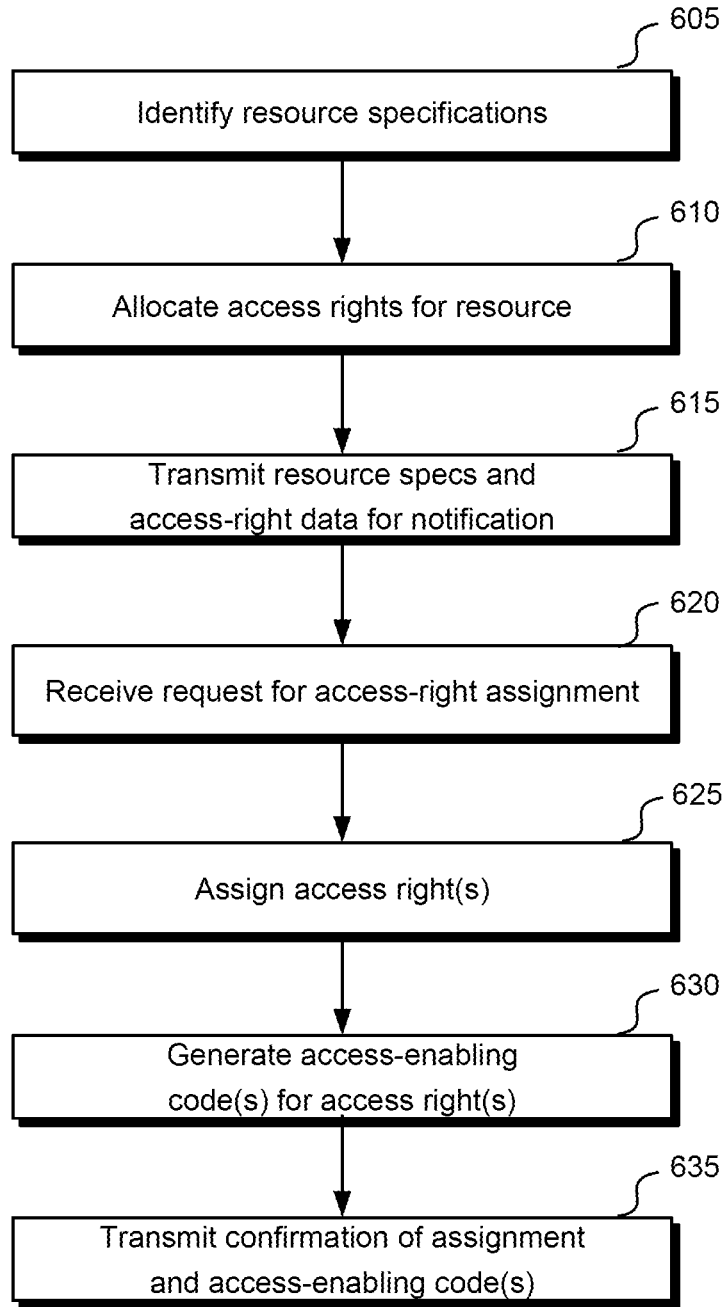 605
Identify resource specifications
610
Allocate access rights for resource
615
Transmit resource specs and
access-right data for notification
620
Receive request for access-right assignment
625
Assign access right(s)
630
Generate access-enabling
code(s) for access right(s)
635
Transmit confirmation of assignment
and access-enabling code(s)